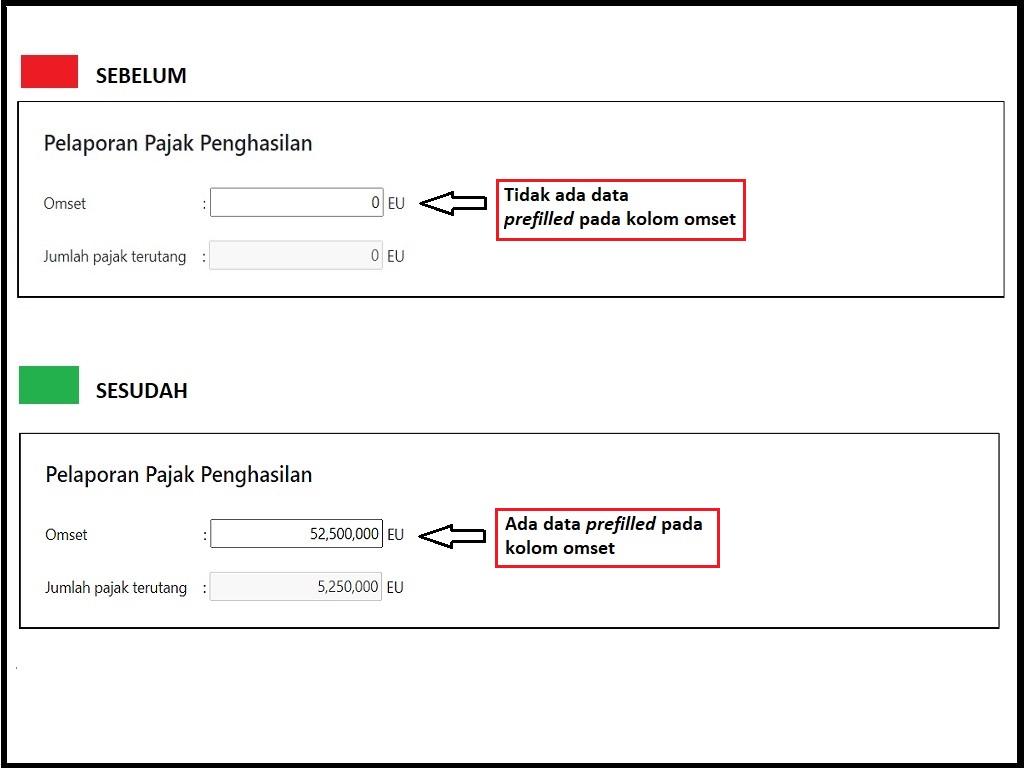 SEBELUM
Pelaporan Pajak Penghasilan
Omset : 0 EU
Tidak ada data
prefilled pada kolom omset
Jumlah pajak terutang : 0 EU
SESUDAH
Pelaporan Pajak Penghasilan
Omset : 52,500,000 EU
Ada data prefilled pada
kolom omset
Jumlah pajak terutang : 5,250,000 EU